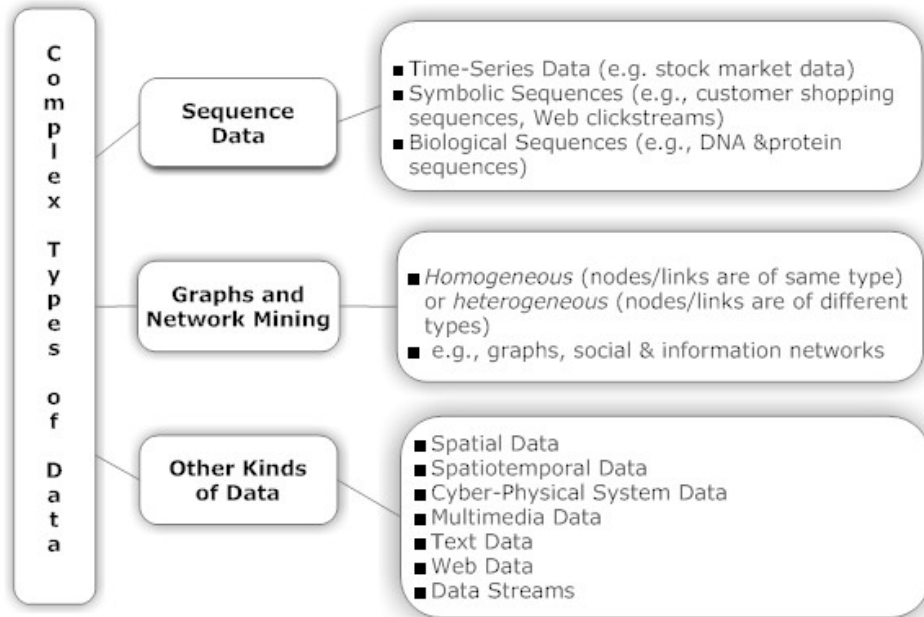 Complex Types of Data
Sequence
Data
■ Time-Series Data (e.g. stock market data)
■ Symbolic Sequences (e.g., customer shopping
sequences, Web clickstreams)
■ Biological Sequences (e.g., DNA &protein
sequences)
Graphs and
Network Mining
■ Homogeneous (nodes/links are of same type)
or heterogeneous (nodes/links are of different
types)
■ e.g., graphs, social & information networks
Other Kinds
of Data
■ Spatial Data
■ Spatiotemporal Data
■ Cyber-Physical System Data
■ Multimedia Data
■ Text Data
■ Web Data
■ Data Streams